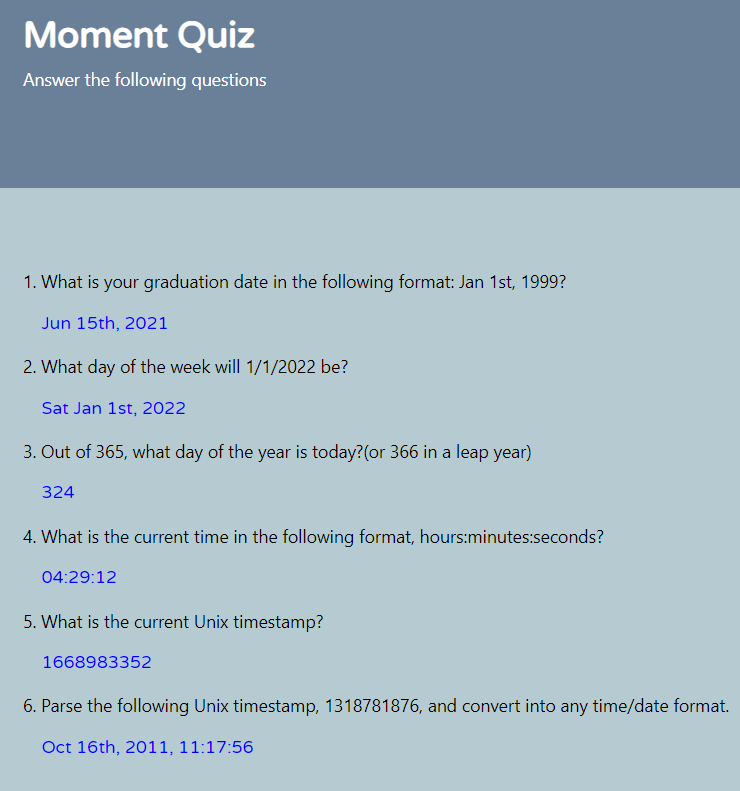 Moment Quiz
Answer the following questions
1. What is your graduation date in the following format: Jan 1st, 1999?
Jun 15th, 2021
2. What day of the week will 1/1/2022 be?
Sat Jan 1st, 2022
3. Out of 365, what day of the year is today?(or 366 in a leap year)
324
4. What is the current time in the following format, hours:minutes:seconds?
04:29:12
5. What is the current Unix timestamp?
1668983352
6. Parse the following Unix timestamp, 1318781876, and convert into any time/date format.
Oct 16th, 2011, 11:17:56